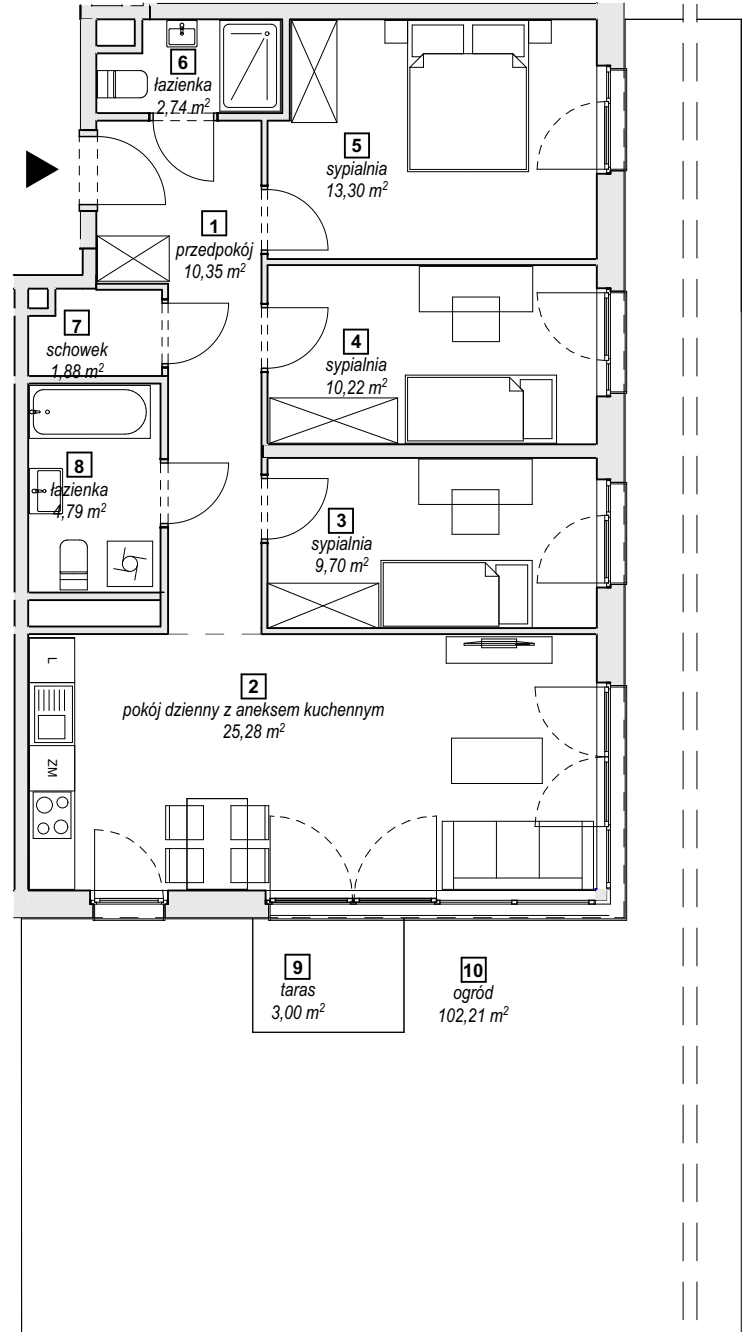 6
łazienka
2,74 m²
5
sypialnia
13,30 m²
1
przedpokój
10,35 m²
7
schowek
1,88 m²
4
sypialnia
10,22 m²
8
łazienka
4,79 m²
3
sypialnia
9,70 m²
L
ZM
2
pokój dzienny z aneksem kuchennym
25,28 m²
9
taras
3,00 m²
10
ogród
102,21 m²